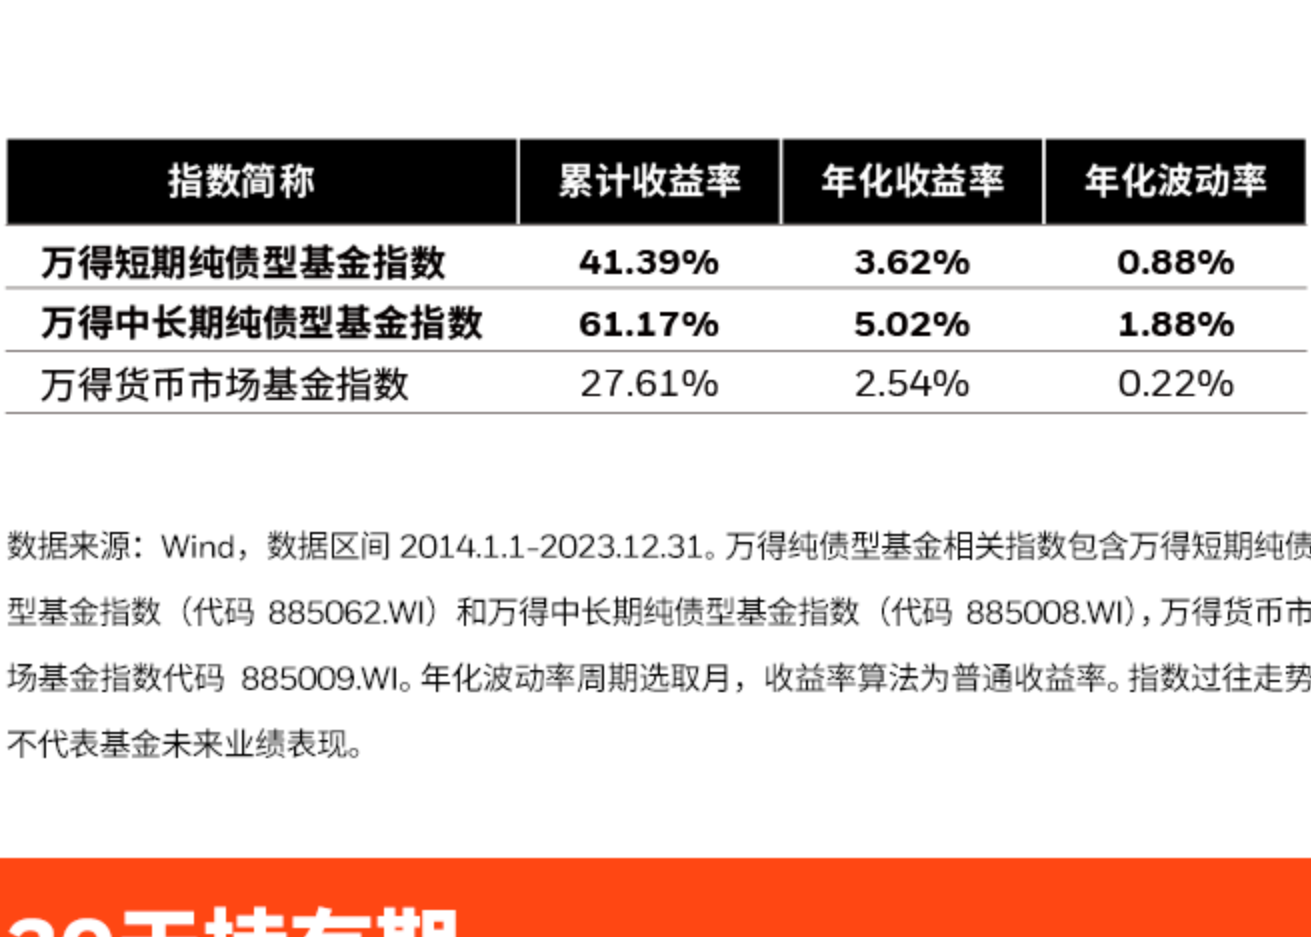 指数简称 累计收益率 年化收益率 年化波动率
万得短期纯债型基金指数 41.39% 3.62% 0.88%
万得中长期纯债型基金指数 61.17% 5.02% 1.88%
万得货币市场基金指数 27.61% 2.54% 0.22%
数据来源：Wind，数据区间 2014.1.1-2023.12.31。万得纯债型基金相关指数包含万得短期纯债
型基金指数（代码 885062.WI）和万得中长期纯债型基金指数（代码 885008.WI），万得货币市
场基金指数代码 885009.WI。年化波动率周期选取月，收益率算法为普通收益率。指数过往走势
不代表基金未来业绩表现。
持有期